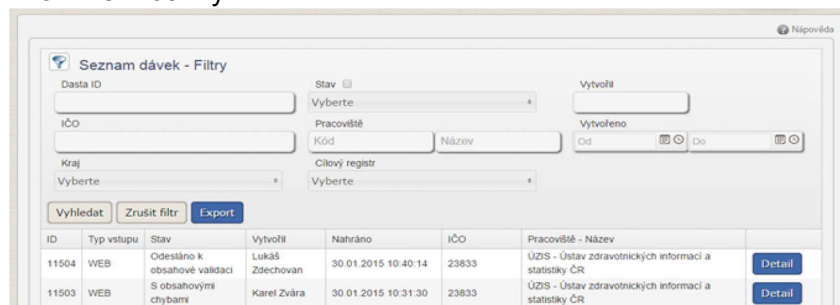 Nápověda
Seznam dávek - Filtry
Dasta ID
Stav
Vytvořil
Vyberte
IČO
Pracoviště
Vytvořeno
Kód
Název
Od
Do
Kraj
Cílový registr
Vyberte
Vyberte
Vyhledat Zrušit filtr Export
ID Typ vstupu Stav Vytvořil Nahráno IČO Pracoviště - Název
11504 WEB Odesláno k obsahové validaci Lukáš Zdechovan 30.01.2015 10:40:14 23833 ÚZIS - Ústav zdravotnických informací a statistiky ČR Detail
11503 WEB S obsahovými chybami Karel Zvára 30.01.2015 10:31:30 23833 ÚZIS - Ústav zdravotnických informací a statistiky ČR Detail